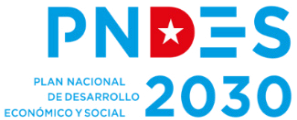 PNDES
PLAN NACIONAL
DE DESARROLLO
ECONÓMICO Y SOCIAL
2030